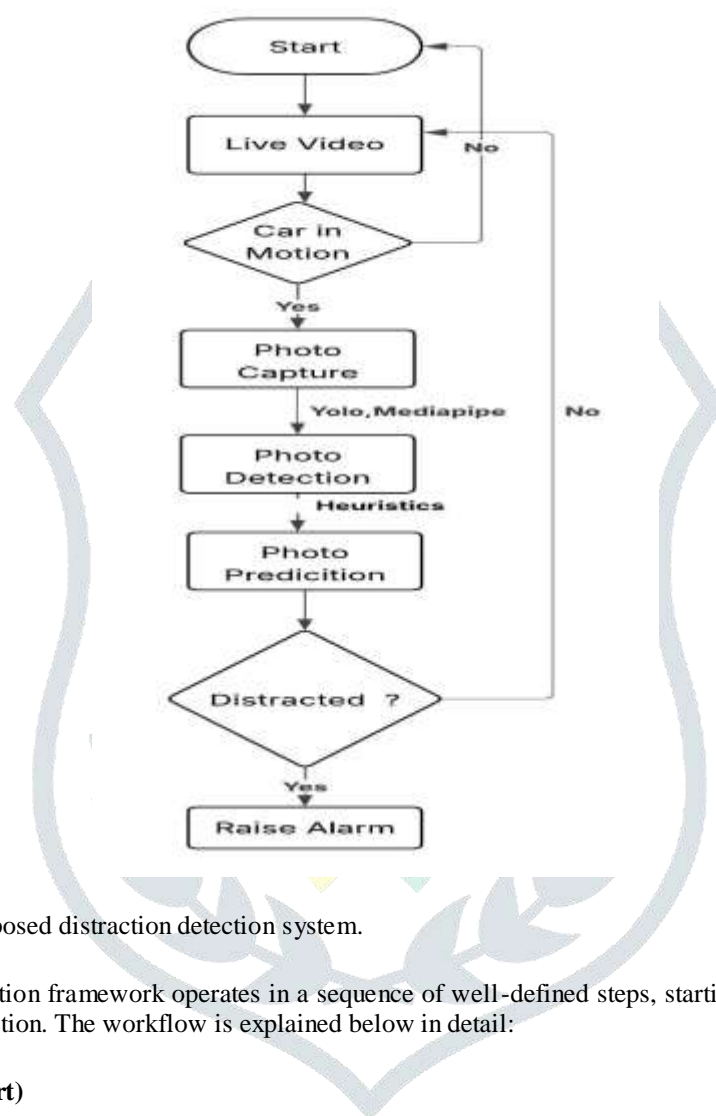 Start
Live Video
No
Car in
Motion
Yes
Photo
Capture
Yolo,Mediapipe
No
Photo
Detection
Heuristics
Photo
Predicition
Distracted ?
Yes
Raise Alarm
posed distraction detection system.
tion framework operates in a sequence of well-defined steps, starti
tion. The workflow is explained below in detail:
rt)